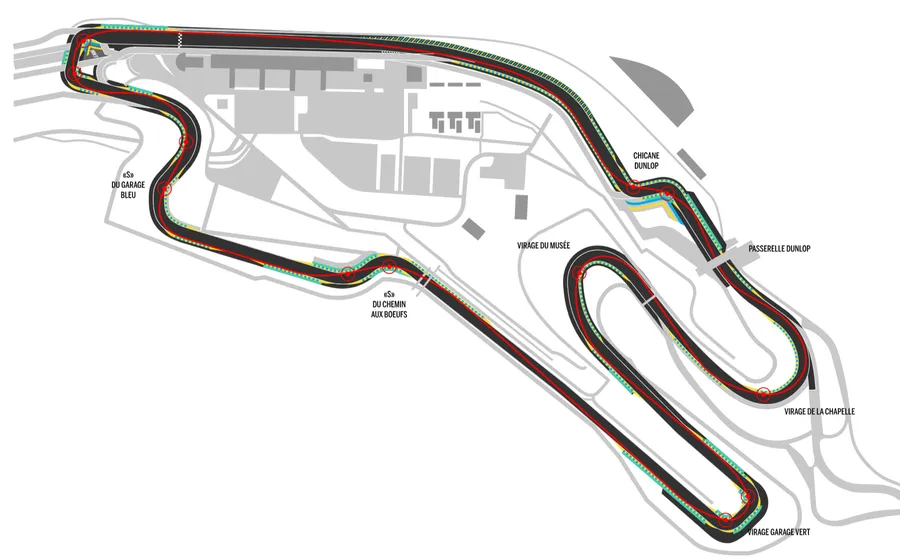 CHICANE
DUNLOP
«S»
DU GARAGE
BLEU
VIRAGE DU MUSÉE
PASSERELLE DUNLOP
«S»
DU CHEMIN
AUX BOEUFS
VIRAGE DE LA CHAPELLE
VIRAGE GARAGE VERT